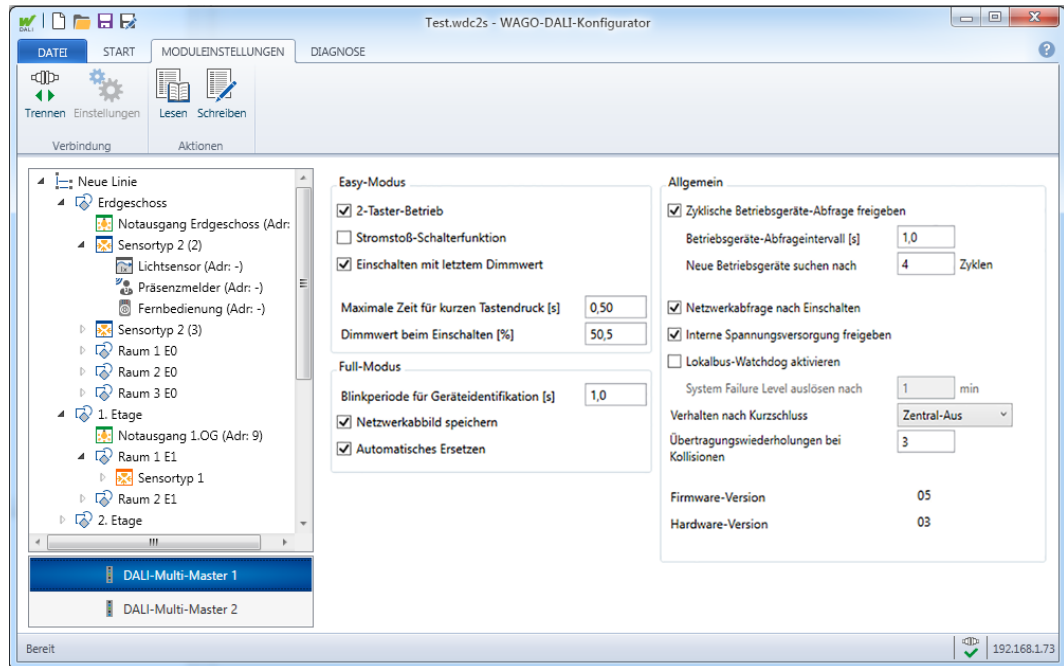 DALI
Test.wdc2s - WAGO-DALI-Konfigurator
DATEI START MODULEINSTELLUNGEN DIAGNOSE
Trennen Einstellungen Lesen Schreiben
Verbindung Aktionen
Neue Linie
Erdgeschoss
Notausgang Erdgeschoss (Adr:
Sensortyp 2 (2)
Lichtsensor (Adr: -)
Präsenzmelder (Adr: -)
Fernbedienung (Adr: -)
Sensortyp 2 (3)
Raum 1 E0
Raum 2 E0
Raum 3 E0
1. Etage
Notausgang 1.OG (Adr: 9)
Raum 1 E1
Sensortyp 1
Raum 2 E1
2. Etage
DALI-Multi-Master 1
DALI-Multi-Master 2
Easy-Modus
2-Taster-Betrieb
Stromstoß-Schalterfunktion
Einschalten mit letztem Dimmwert
Maximale Zeit für kurzen Tastendruck [s] 0,50
Dimmwert beim Einschalten [%] 50,5
Full-Modus
Blinkperiode für Geräteidentifikation [s] 1,0
Netzwerkabbild speichern
Automatisches Ersetzen
Allgemein
Zyklische Betriebsgeräte-Abfrage freigeben
Betriebsgeräte-Abfrageintervall [s] 1,0
Neue Betriebsgeräte suchen nach 4 Zyklen
Netzwerkabfrage nach Einschalten
Interne Spannungsversorgung freigeben
Lokalbus-Watchdog aktivieren
System Failure Level auslösen nach 1 min
Verhalten nach Kurzschluss Zentral-Aus
Übertragungswiederholungen bei
Kollisionen 3
Firmware-Version 05
Hardware-Version 03
Bereit 192.168.1.73